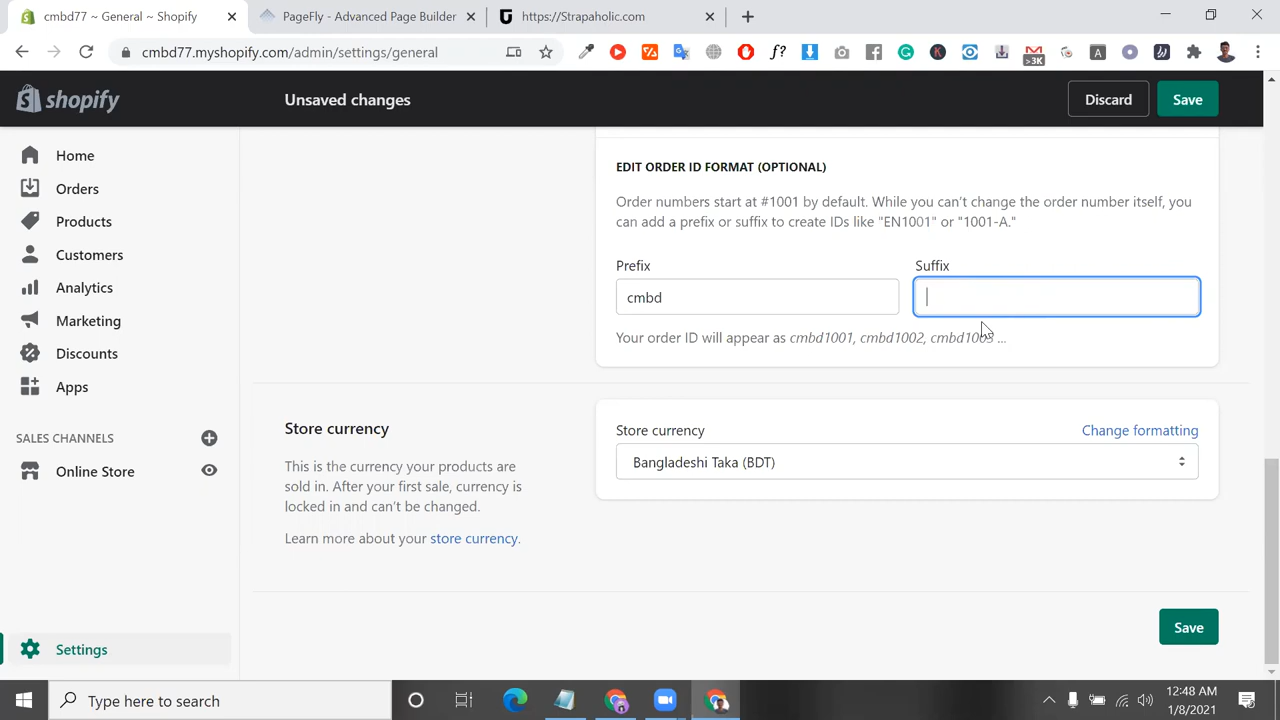 cmbd77 ~ General ~ Shopify
PageFly - Advanced Page Builder
https://Strapaholic.com
cmbd77.myshopify.com/admin/settings/general
>3K
shopify
Unsaved changes
Discard
Save
Home
Orders
Products
Customers
Analytics
Marketing
Discounts
Apps
SALES CHANNELS
Online Store
Settings
EDIT ORDER ID FORMAT (OPTIONAL)
Order numbers start at #1001 by default. While you can't change the order number itself, you
can add a prefix or suffix to create IDs like "EN1001" or "1001-A."
Prefix
Suffix
cmbd
Your order ID will appear as cmbd1001, cmbd1002, cmbd1003 ...
Store currency
This is the currency your products are
sold in. After your first sale, currency is
locked in and can't be changed.
Learn more about your store currency.
Store currency
Change formatting
Bangladeshi Taka (BDT)
Save
Type here to search
12:48 AM
1/8/2021